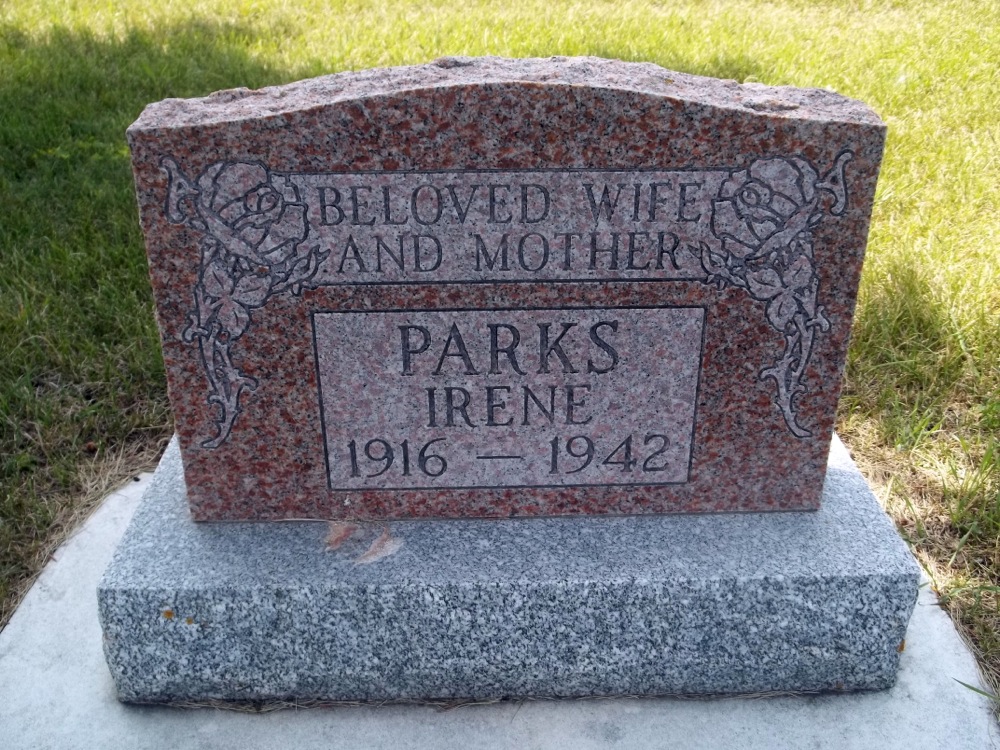 BELOVED WIFE
AND MOTHER
PARKS
IRENE
1916 — 1942